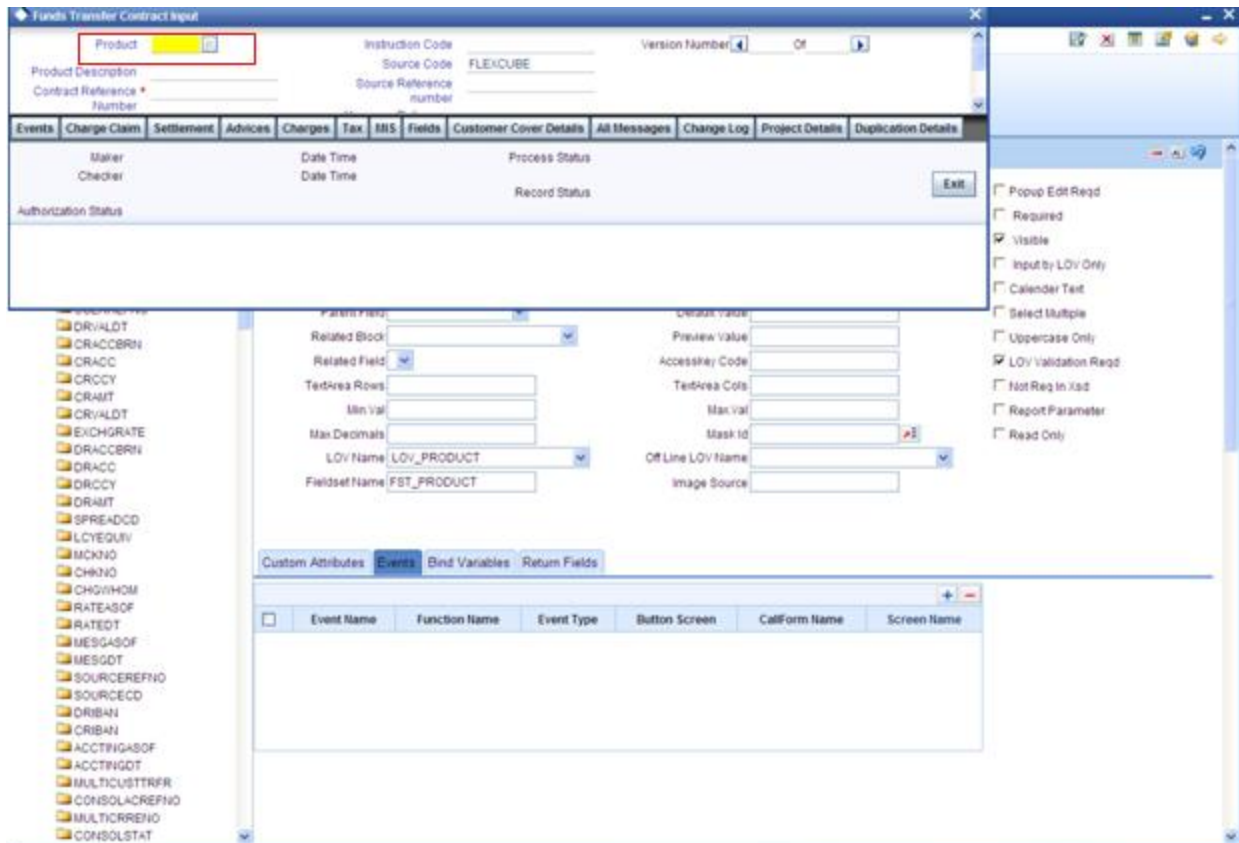 Funds Transfer Contract Input
Product
Instruction Code
Version Number
Of
Source Code FLEXCUBE
Product Description
Source Reference
number
Contract Reference *
Number
Events Charge Claim Settlement Advices Charges Tax MIS Fields Customer Cover Details All Messages Change Log Project Details Duplication Details
Maker Date Time Process Status
Checker Date Time
Record Status
Exit
Authorization Status
Popup Edit Reqd
Required
Visible
Input by LOV Only
Calender Text
Select Multiple
Uppercase Only
LOV Validation Reqd
Not Req In Xsd
Report Parameter
Read Only
Parent Field Default Value
Related Block Preview Value
Related Field Accesskey Code
TextArea Rows TextArea Cols
Min Val Max Val
Max Decimals Mask Id
LOV Name LOV_PRODUCT Off Line LOV Name
Fieldset Name FST_PRODUCT Image Source
DRVALDT
CRACCBRN
CRACC
CRCCY
CRAMT
CRVALDT
EXCHGRATE
DRACCBRN
DRACC
DRCCY
DRAMT
SPREADCD
LCYEQUIV
MCKNO
CHKNO
CHGWHOM
RATEASOF
RATEDT
MESGASOF
MESGDT
SOURCEREFNO
SOURCECD
DRIBAN
CRIBAN
ACCTINGASOF
ACCTINGDT
MULTICUSTTRFR
CONSOLACREFNO
MULTICRRENO
CONSOLSTAT
Custom Attributes Events Bind Variables Return Fields
Event Name Function Name Event Type Button Screen CallForm Name Screen Name